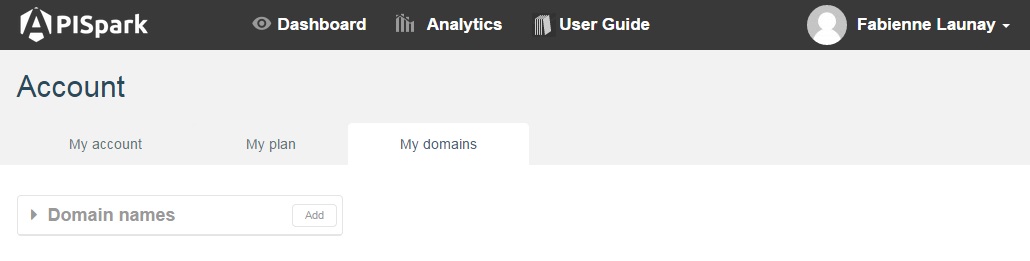 APISpark Dashboard Analytics User Guide Fabienne Launay
Account
My account My plan My domains
Domain names Add